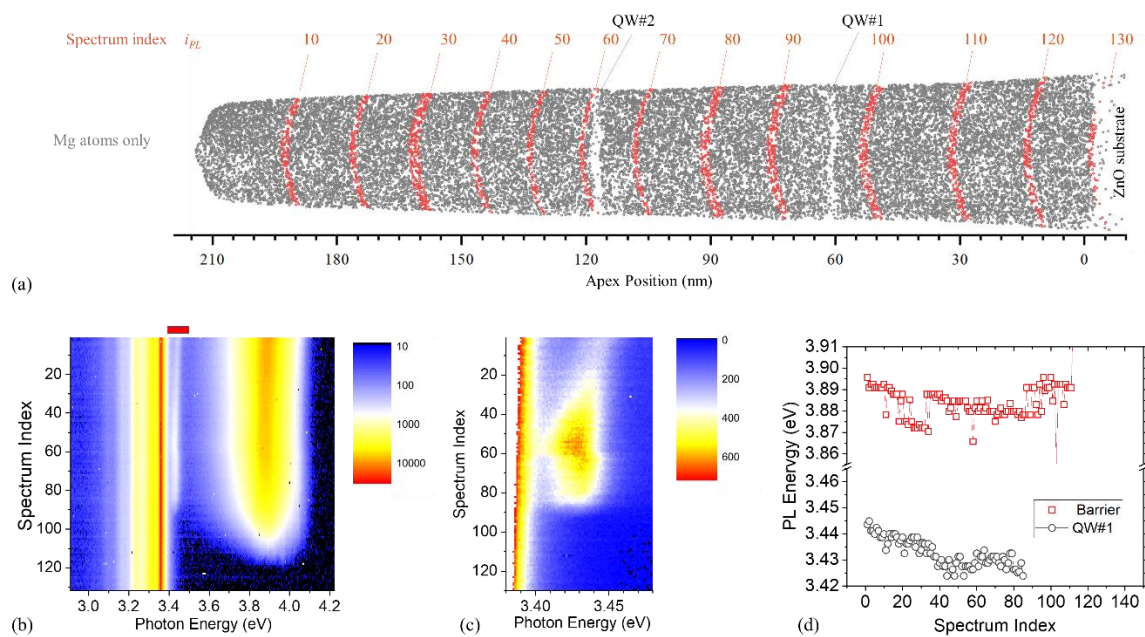 QW#2 QW#1
Spectrum index i_PL 10 20 30 40 50 60 70 80 90 100 110 120 130
Mg atoms only
ZnO substrate
210 180 150 120 90 60 30 0
(a) Apex Position (nm)
20
40
60
80
100
120
Spectrum Index
3.0 3.2 3.4 3.6 3.8 4.0 4.2
Photon Energy (eV)
(b)
10
100
1000
10000
20
40
60
80
100
120
Spectrum Index
3.40 3.45
Photon Energy (eV)
(c)
0
200
400
600
3.91
3.90
3.89
3.88
3.87
3.86
3.44
3.43
3.42
PL Enervgy (eV)
Barrier
QW#1
0 20 40 60 80 100 120 140
Spectrum Index
(d)